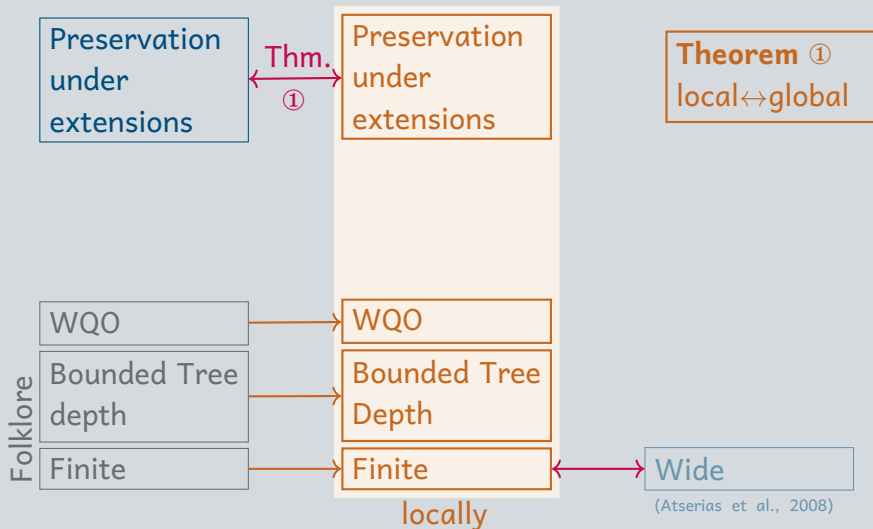 Preservation
under
extensions
Thm.
①
Preservation
under
extensions
Theorem ①
local↔global
Folklore
WQO
WQO
Bounded Tree
depth
Bounded Tree
Depth
Finite
Finite
Wide
(Atserias et al., 2008)
locally